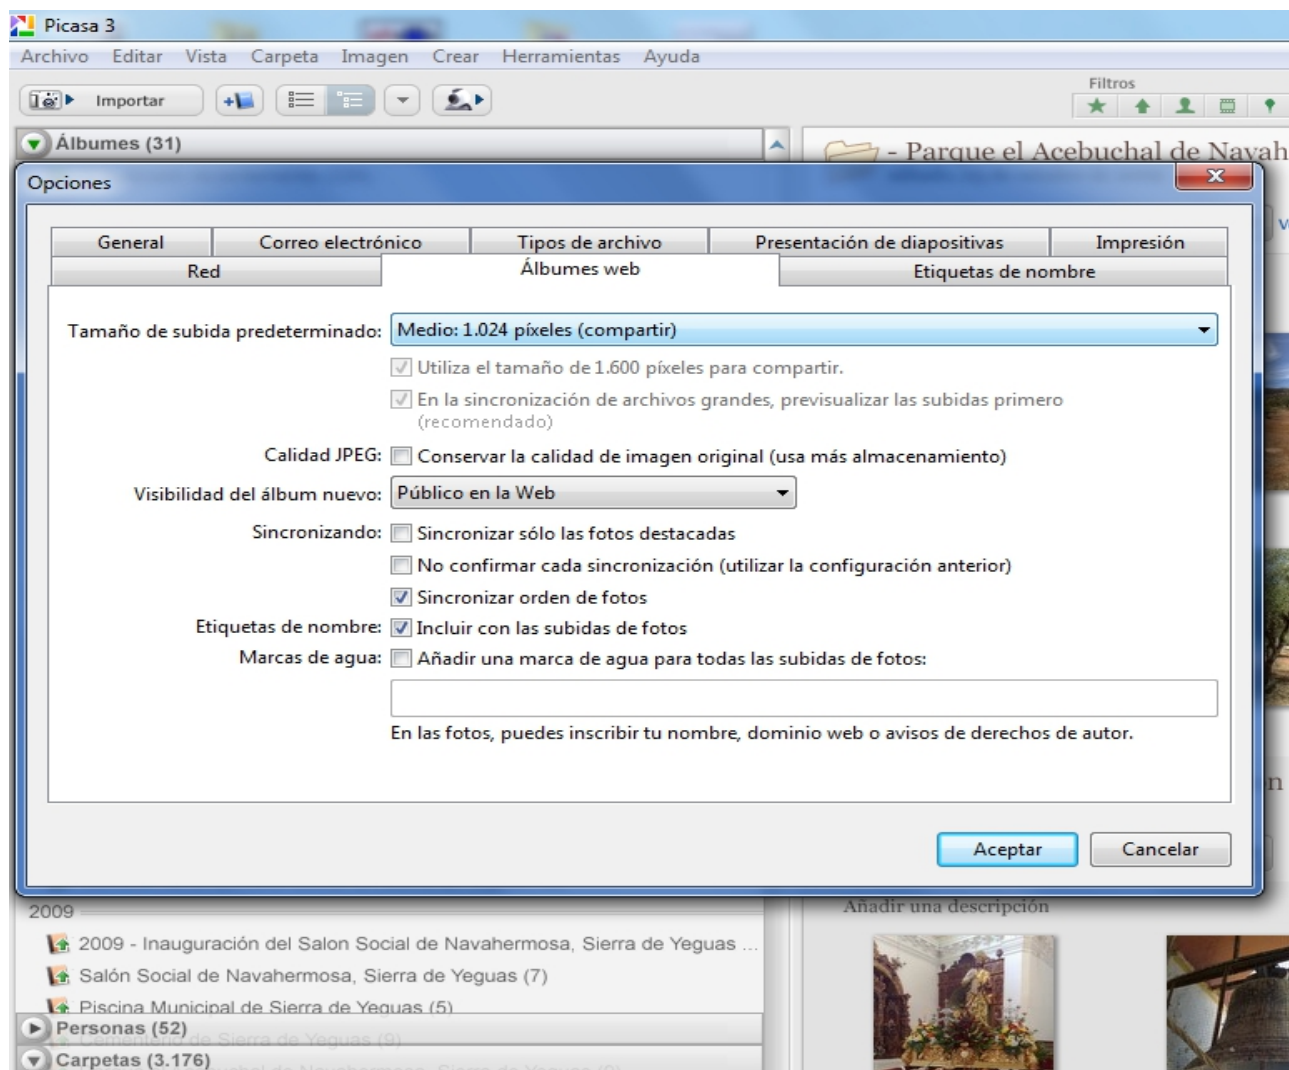 Picasa 3
Archivo Editar Vista Carpeta Imagen Crear Herramientas Ayuda
Importar
Filtros
Álbumes (31)
- Parque el Acebuchal de Navah
Opciones
General Correo electrónico Tipos de archivo Presentación de diapositivas Impresión
Red Álbumes web Etiquetas de nombre
Tamaño de subida predeterminado: Medio: 1.024 píxeles (compartir)
Utiliza el tamaño de 1.600 píxeles para compartir.
En la sincronización de archivos grandes, previsualizar las subidas primero
(recomendado)
Calidad JPEG: Conservar la calidad de imagen original (usa más almacenamiento)
Visibilidad del álbum nuevo: Público en la Web
Sincronizando: Sincronizar sólo las fotos destacadas
No confirmar cada sincronización (utilizar la configuración anterior)
Sincronizar orden de fotos
Etiquetas de nombre: Incluir con las subidas de fotos
Marcas de agua: Añadir una marca de agua para todas las subidas de fotos:
En las fotos, puedes inscribir tu nombre, dominio web o avisos de derechos de autor.
Aceptar Cancelar
2009
Añadir una descripción
2009 - Inauguración del Salon Social de Navahermosa, Sierra de Yeguas ...
Salón Social de Navahermosa, Sierra de Yeguas (7)
Piscina Municipal de Sierra de Yeguas (5)
Personas (52)
Cementerio de Sierra de Yeguas (9)
Carpetas (3.176)